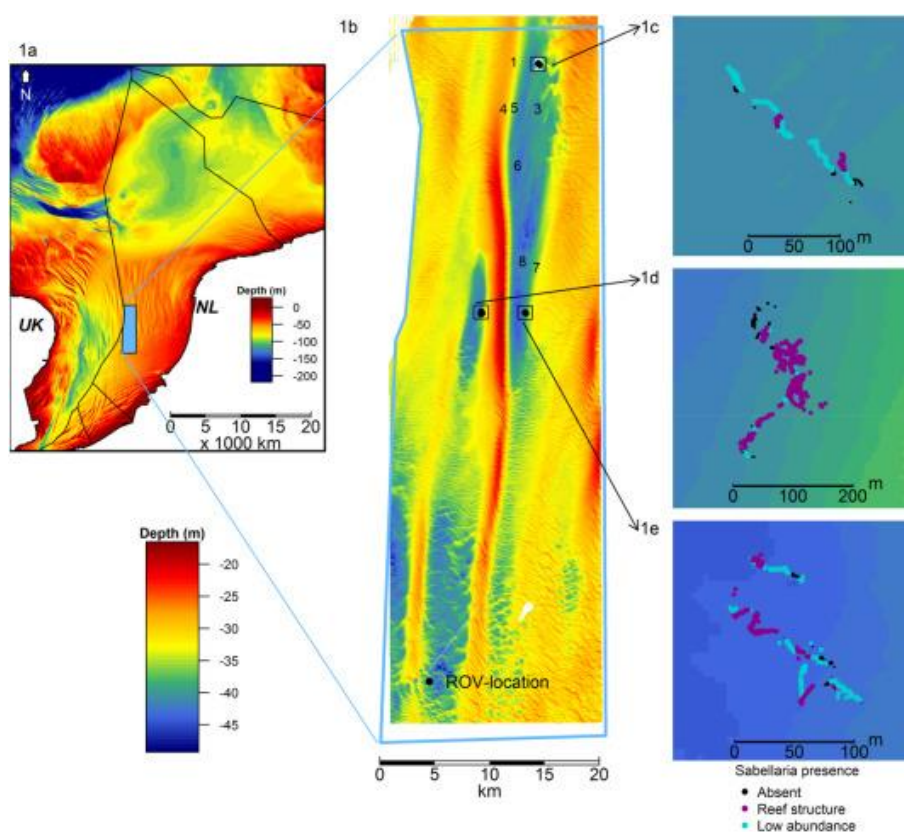 1a
N
UK
NL
Depth (m)
0
-50
-100
-150
-200
0 5 10 15 20
x 1000 km
Depth (m)
-20
-25
-30
-35
-40
-45
1b
1
4 5 3
6
8 7
ROV-location
0 5 10 15 20
km
1c
0 50 100
m
1d
0 100 200
m
1e
0 50 100
m
Sabellaria presence
Absent
Reef structure
Low abundance